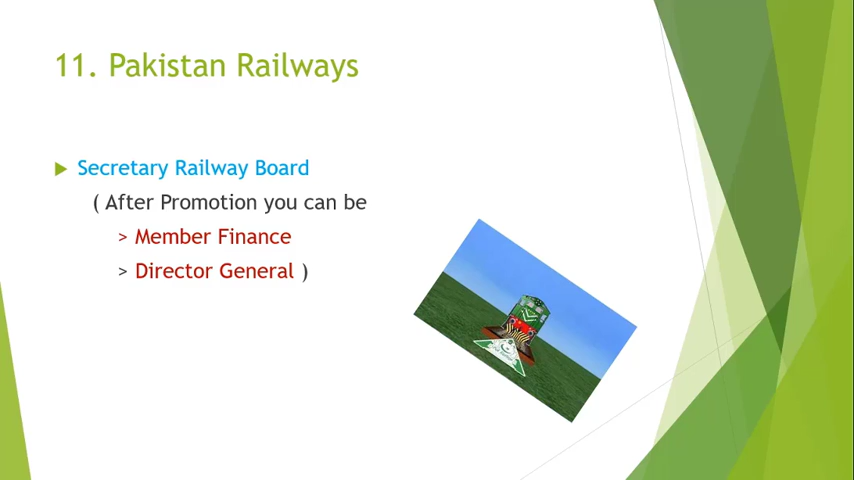 11. Pakistan Railways
Secretary Railway Board
( After Promotion you can be
> Member Finance
> Director General )